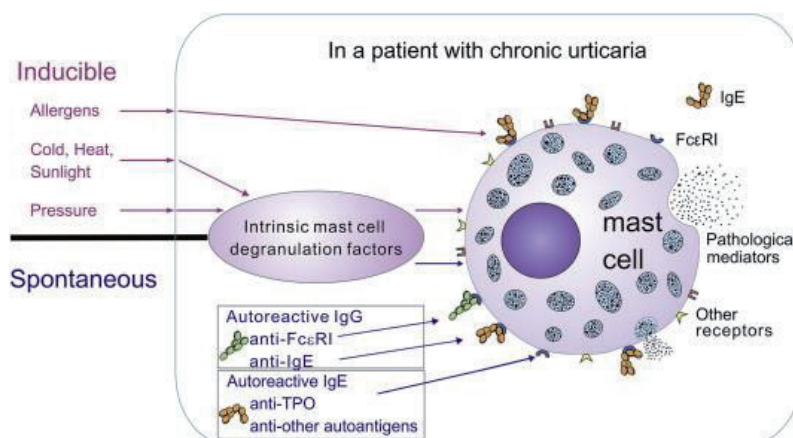 In a patient with chronic urticaria
Inducible
Allergens
Cold, Heat,
Sunlight
Pressure
Spontaneous
Intrinsic mast cell
degranulation factors
Autoreactive IgG
anti-FcεRI
anti-IgE
Autoreactive IgE
anti-TPO
anti-other autoantigens
mast
cell
IgE
FcεRI
Pathological
mediators
Other
receptors